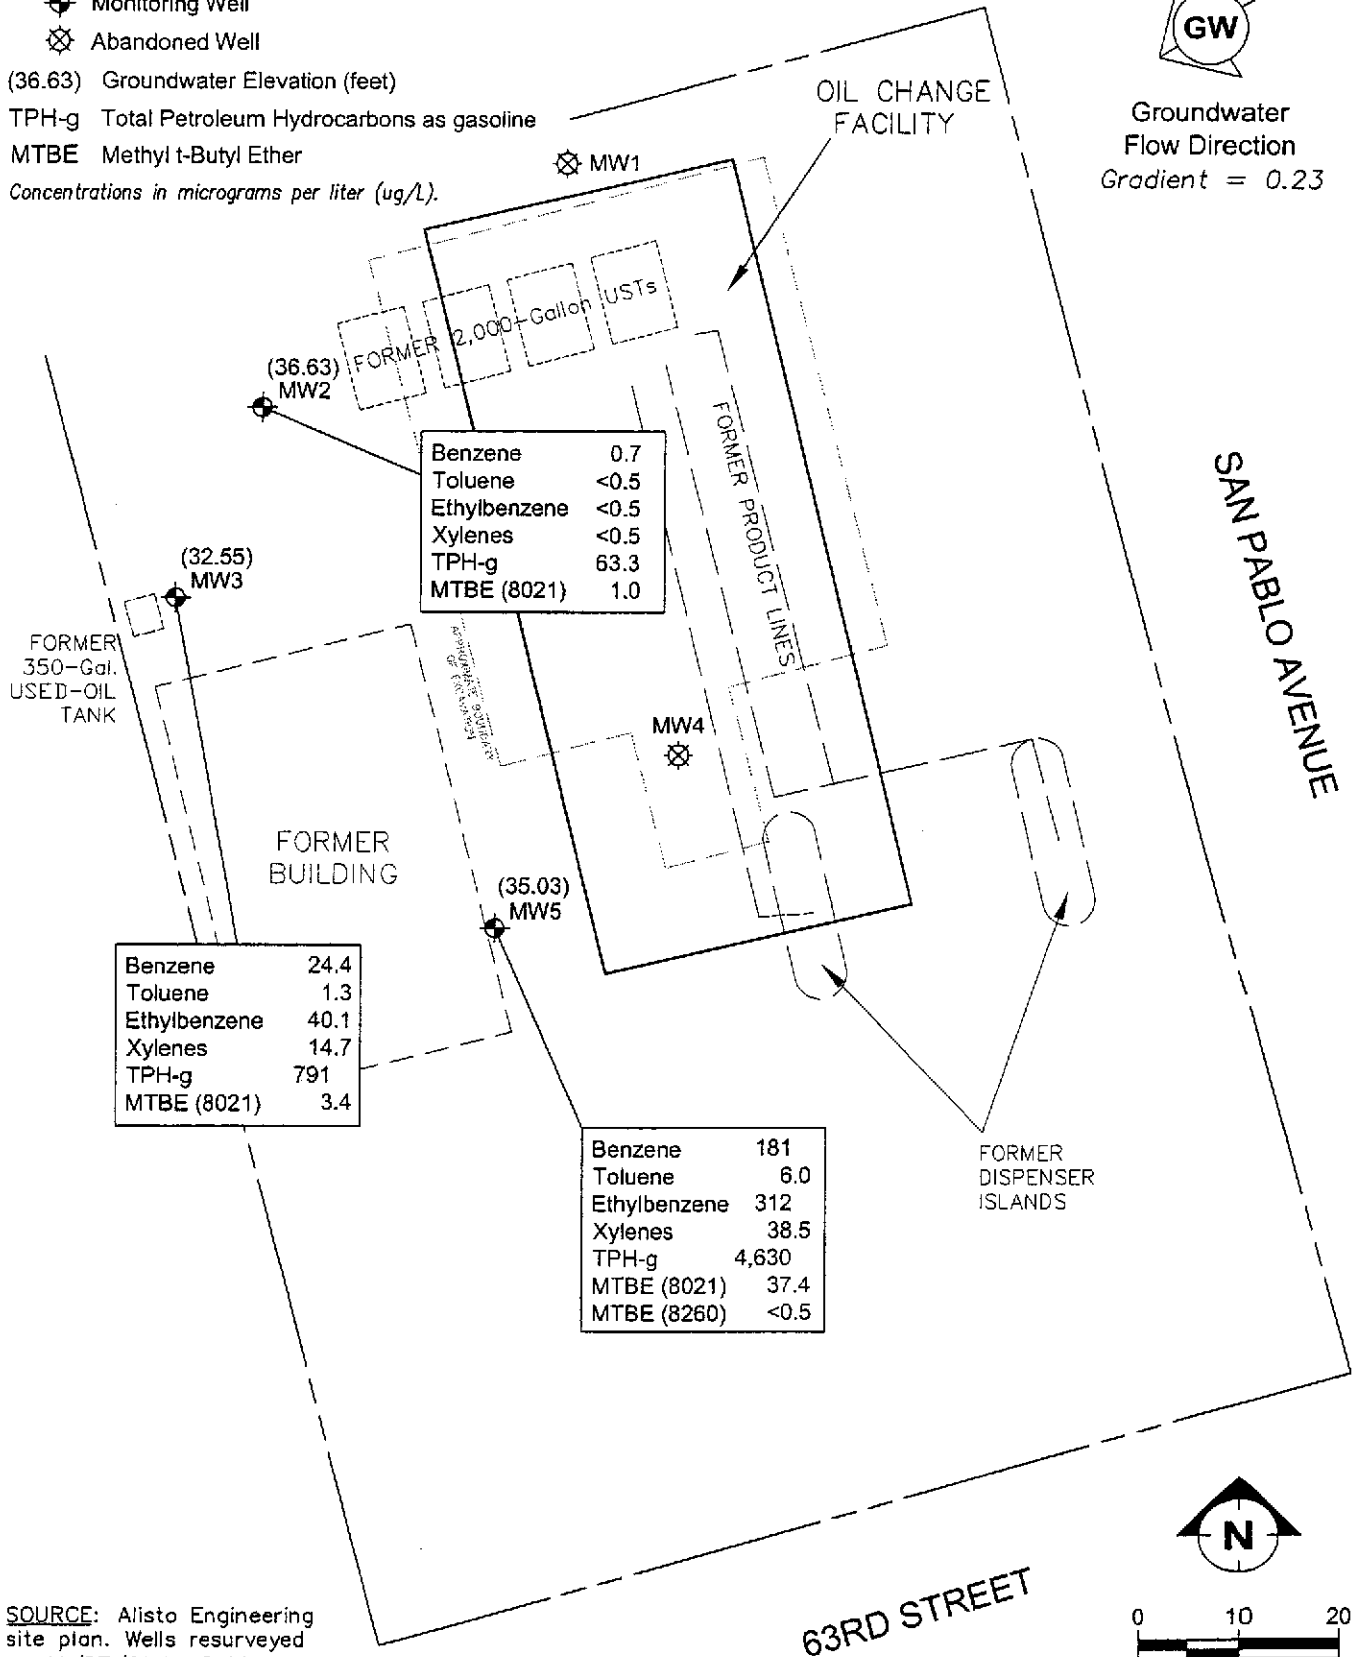 Monitoring Well
Abandoned Well
(36.63) Groundwater Elevation (feet)
TPH-g Total Petroleum Hydrocarbons as gasoline
MTBE Methyl t-Butyl Ether
Concentrations in micrograms per liter (ug/L).
GW
Groundwater
Flow Direction
Gradient = 0.23
OIL CHANGE
FACILITY
MW1
FORMER 2,000-Gallon USTs
(36.63)
MW2
Benzene 0.7
Toluene <0.5
Ethylbenzene <0.5
Xylenes <0.5
TPH-g 63.3
MTBE (8021) 1.0
FORMER PRODUCT LINES
SAN PABLO AVENUE
(32.55)
MW3
FORMER
350-Gal.
USED-OIL
TANK
MW4
FORMER
BUILDING
(35.03)
MW5
Benzene 24.4
Toluene 1.3
Ethylbenzene 40.1
Xylenes 14.7
TPH-g 791
MTBE (8021) 3.4
Benzene 181
Toluene 6.0
Ethylbenzene 312
Xylenes 38.5
TPH-g 4,630
MTBE (8021) 37.4
MTBE (8260) <0.5
FORMER
DISPENSER
ISLANDS
N
63RD STREET
0 10 20
SOURCE: Alisto Engineering
site plan. Wells resurveyed